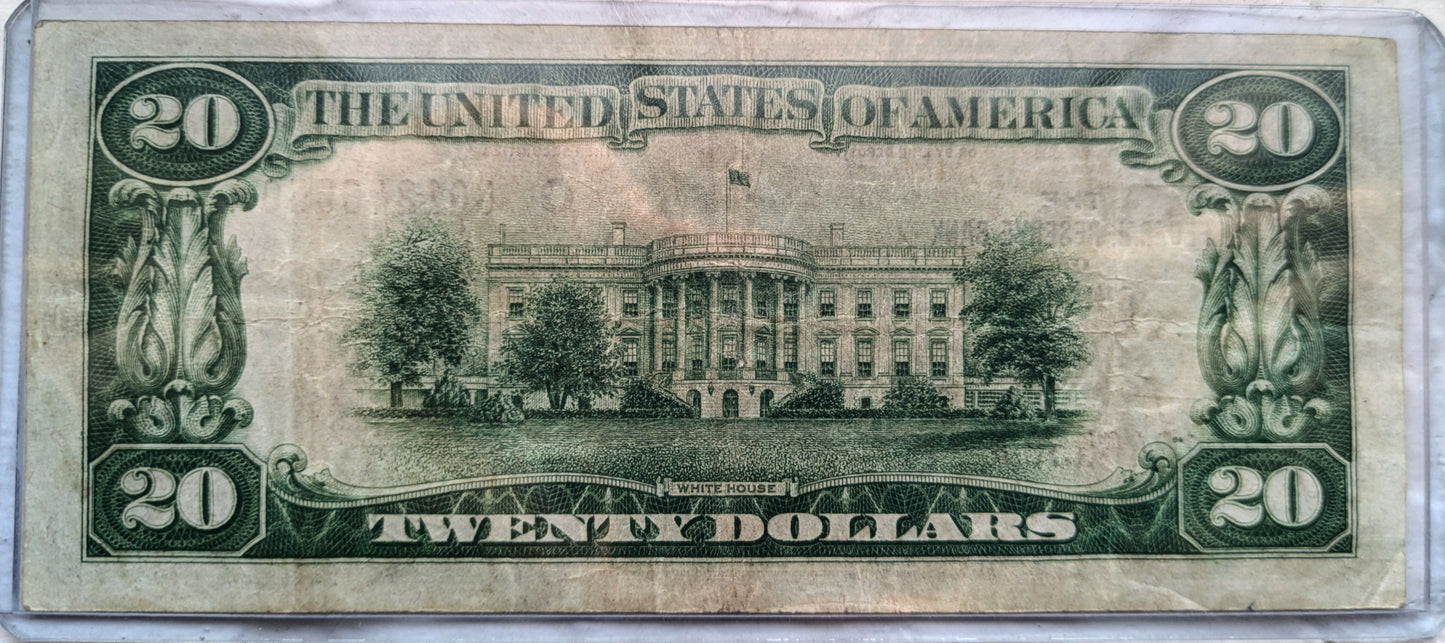 20 THE UNITED STATES OF AMERICA 20
WHITE HOUSE
20 TWENTY DOLLARS 20